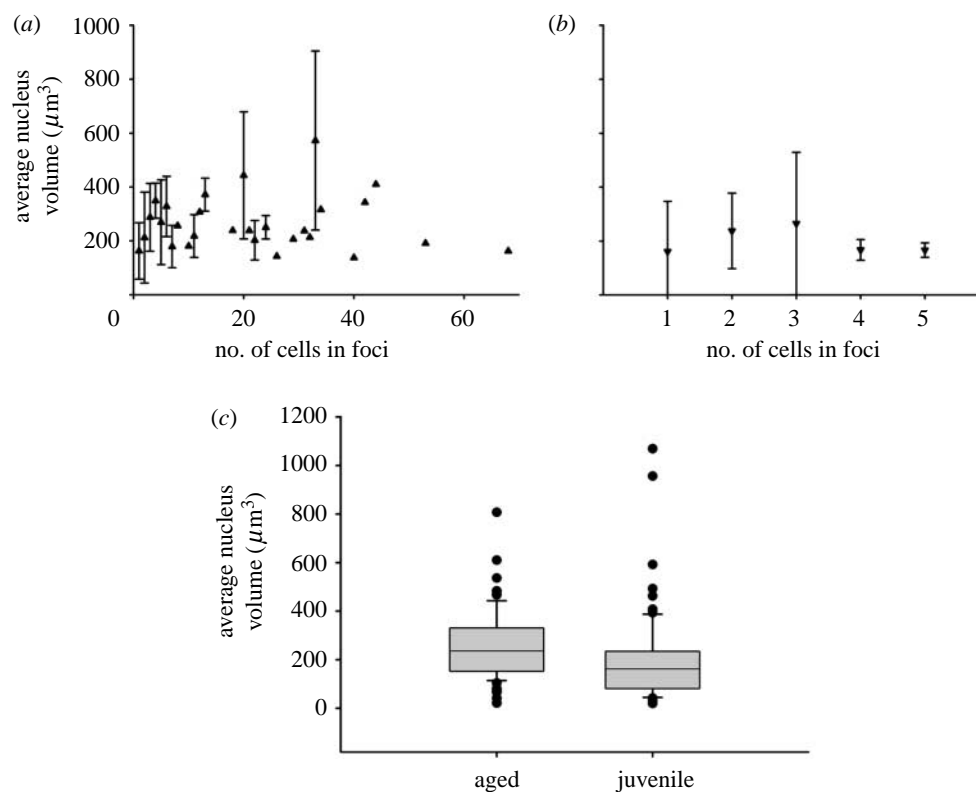 (a)
1000
800
600
400
200
0
20
40
60
average nucleus
volume (μm³)
no. of cells in foci
(b)
1
2
3
4
5
no. of cells in foci
(c)
1200
1000
800
600
400
200
0
average nucleus
volume (μm³)
aged
juvenile